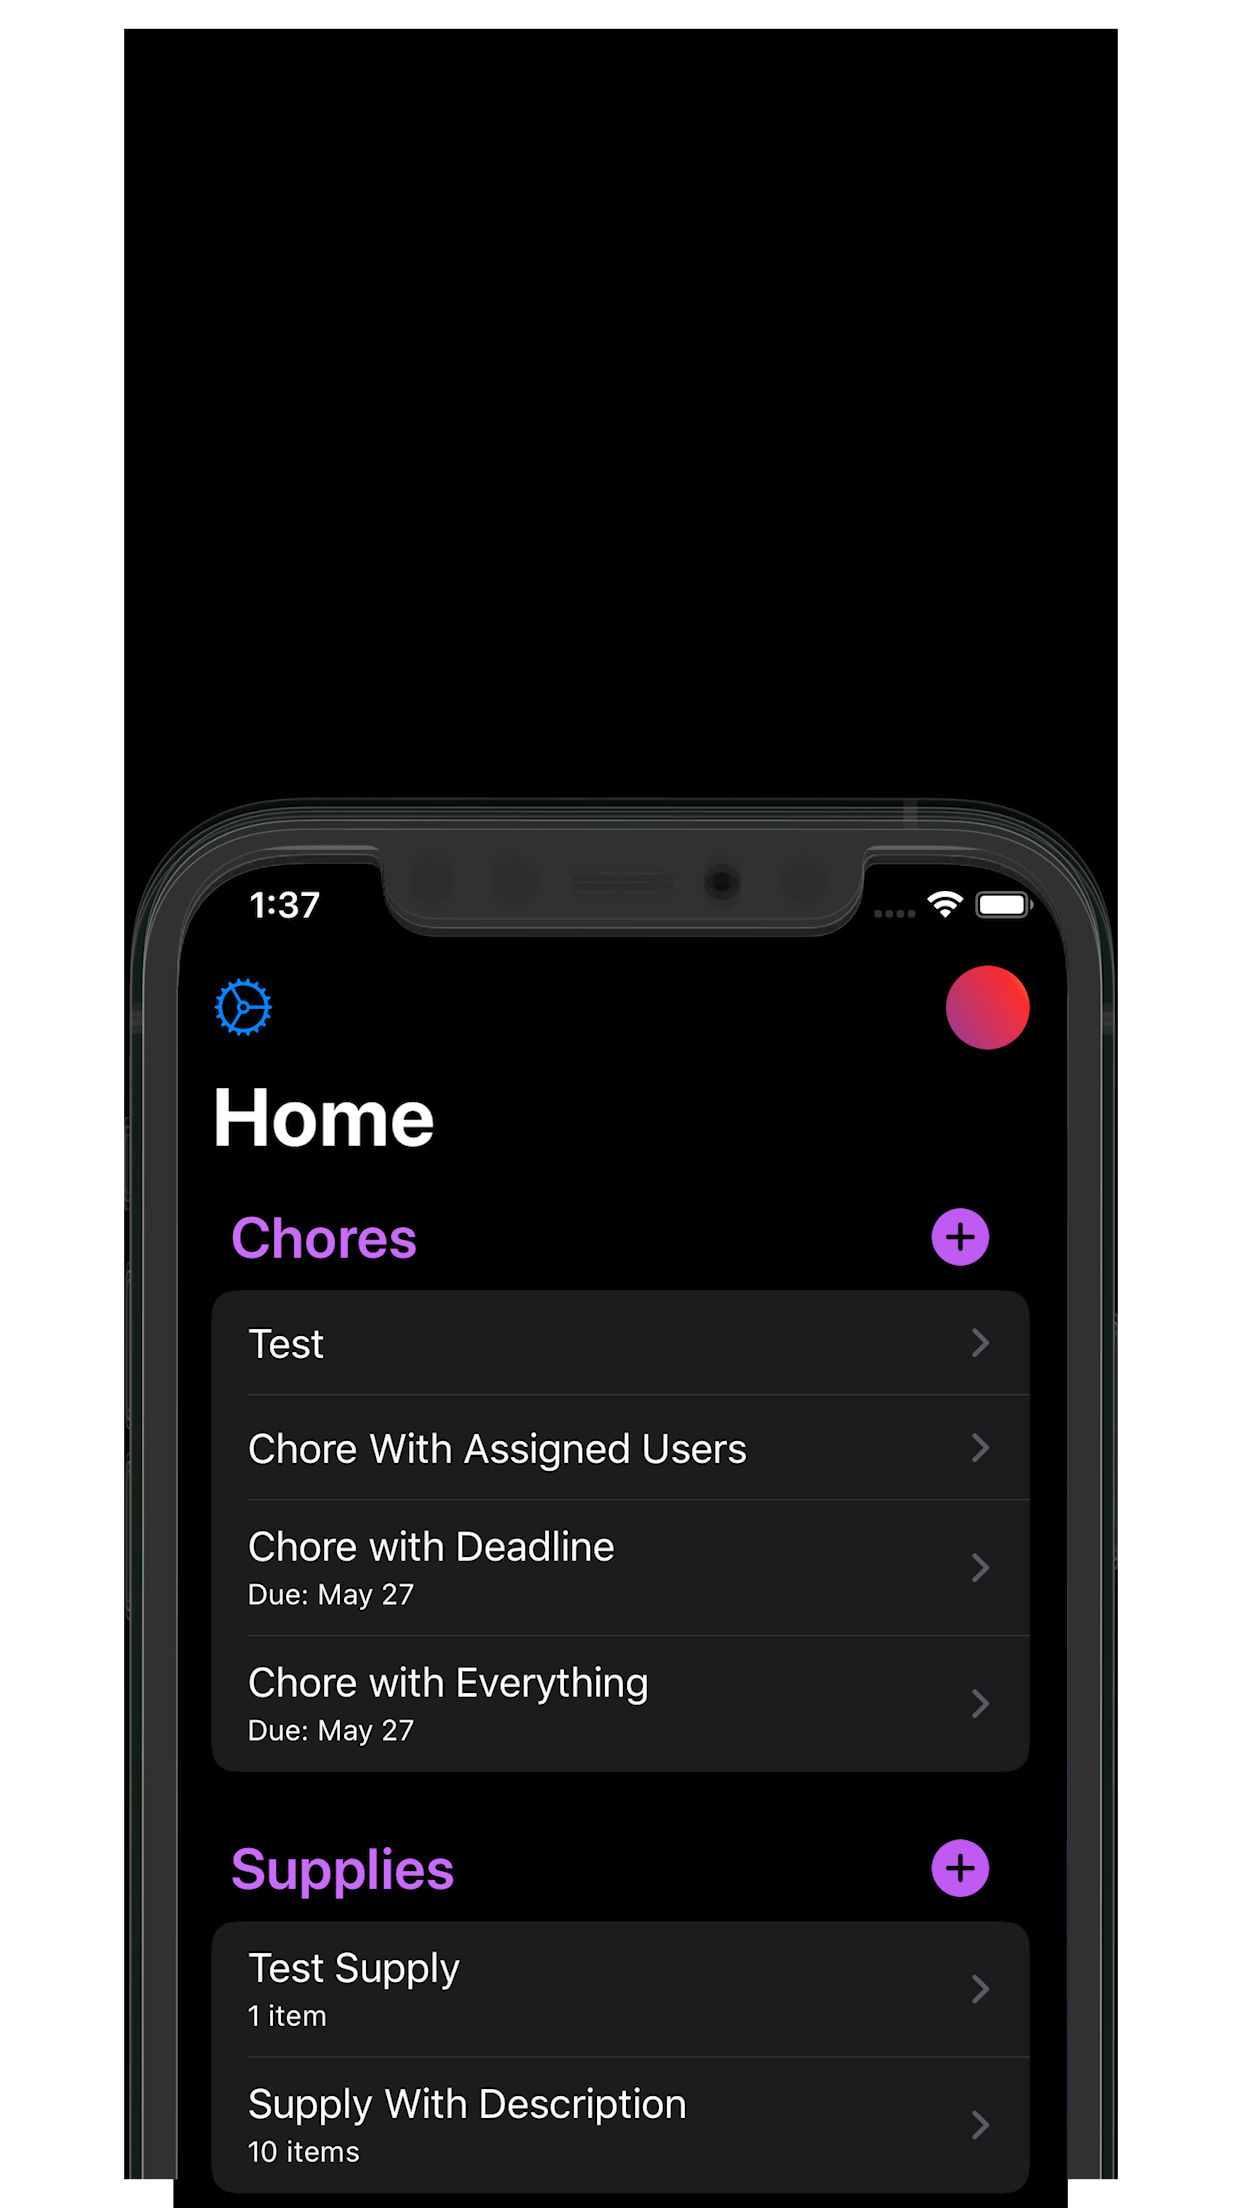 1:37
Home
Chores
Test
Chore With Assigned Users
Chore with Deadline
Due: May 27
Chore with Everything
Due: May 27
Supplies
Test Supply
1 item
Supply With Description
10 items